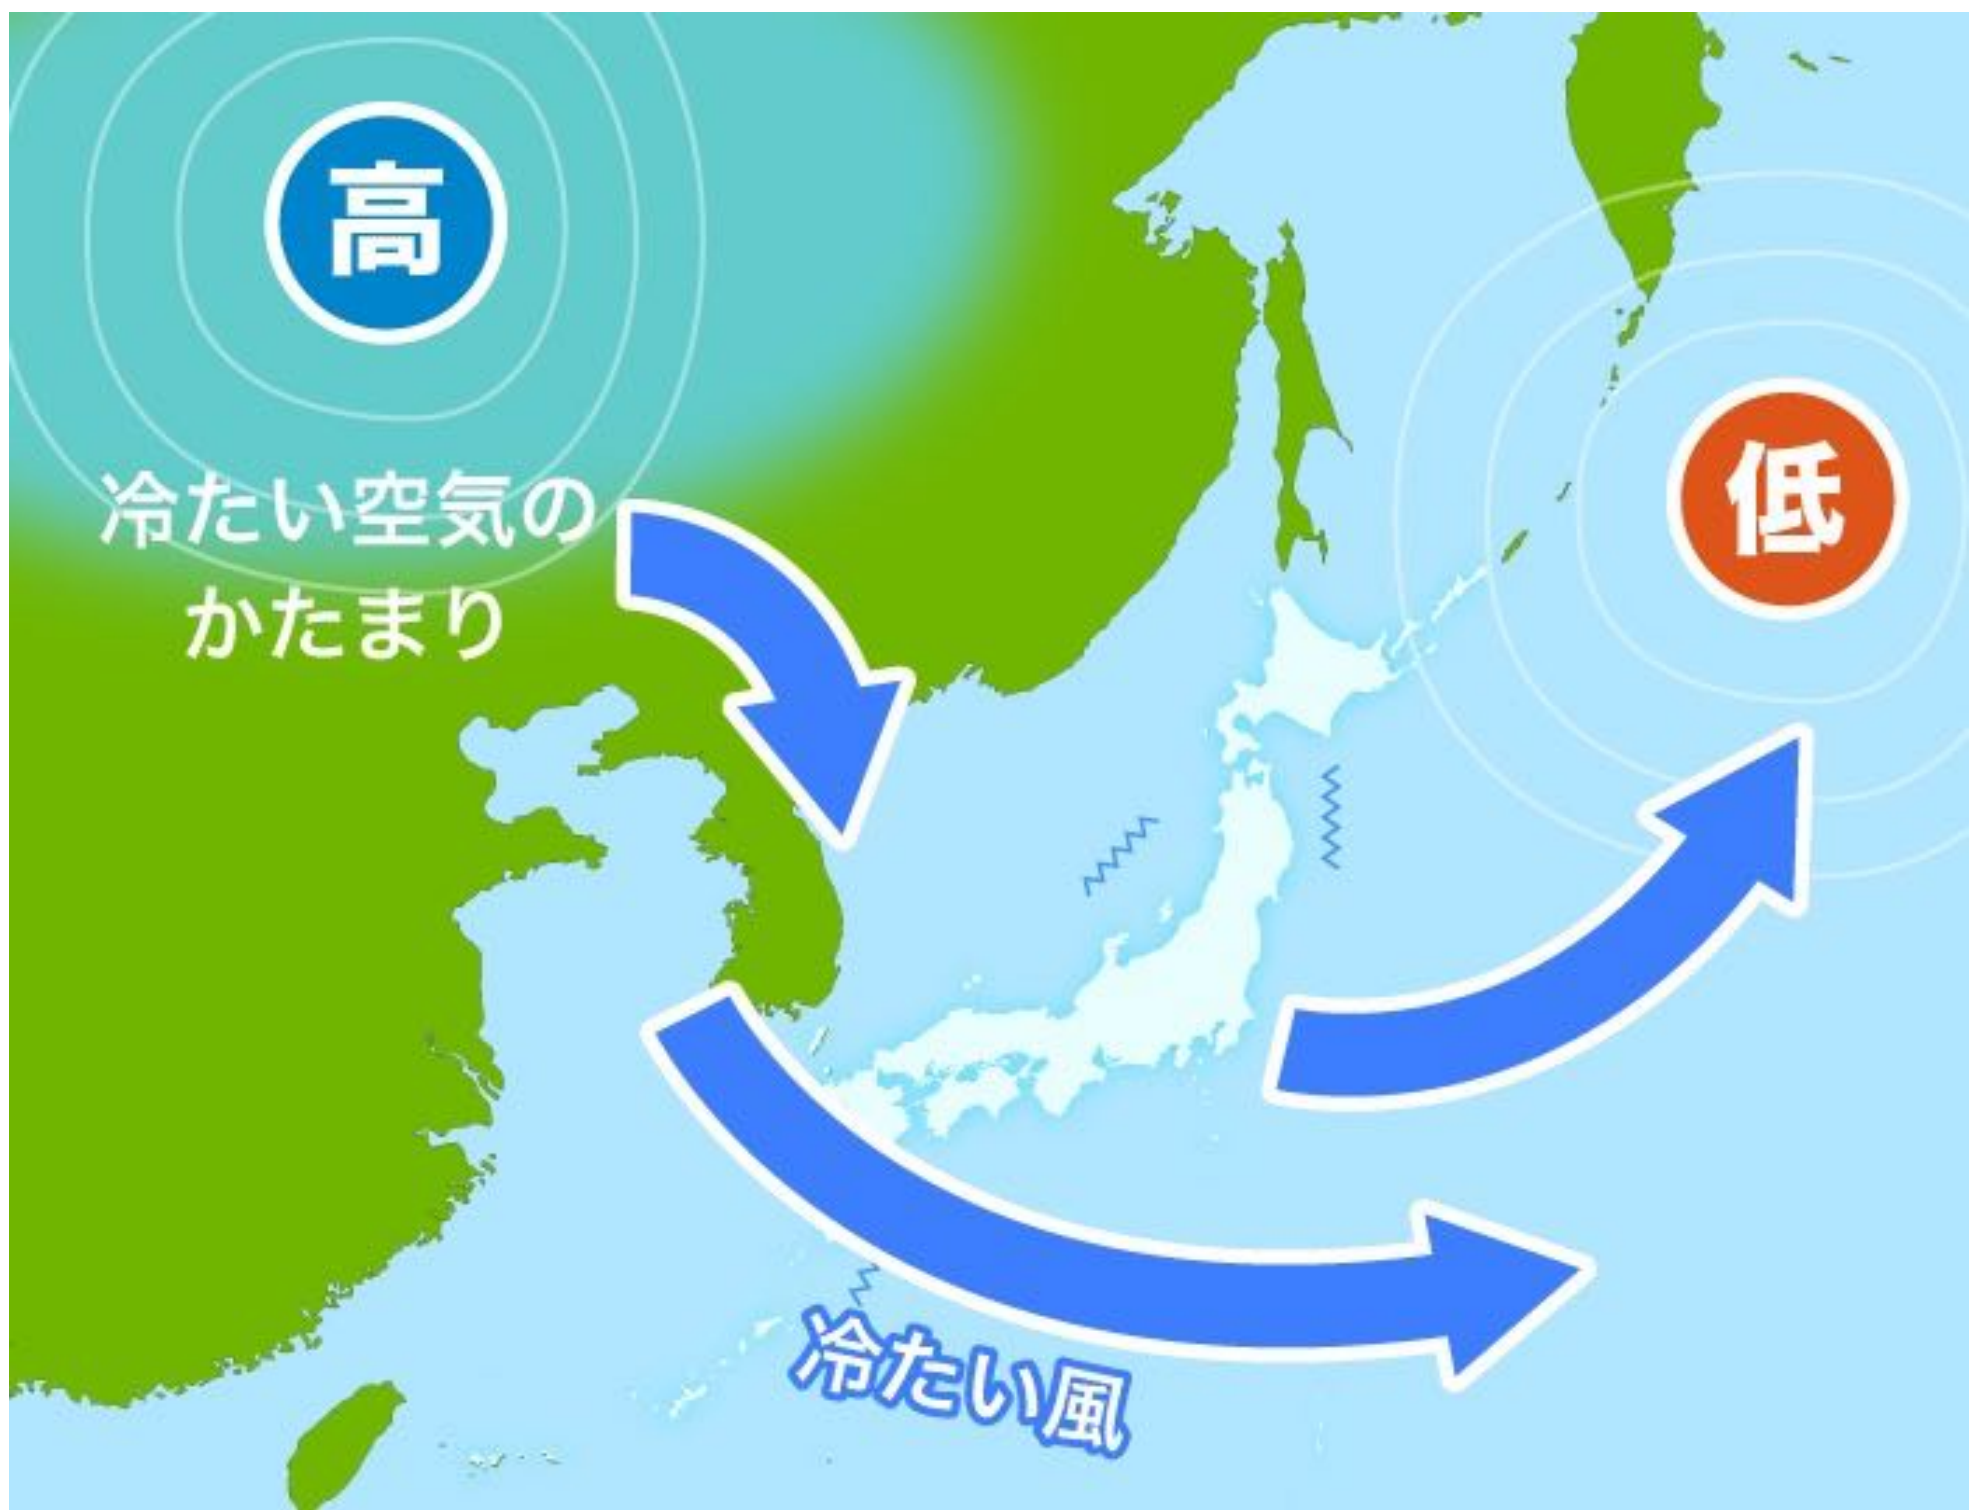 高
冷たい空気の
かたまり
低
冷たい風